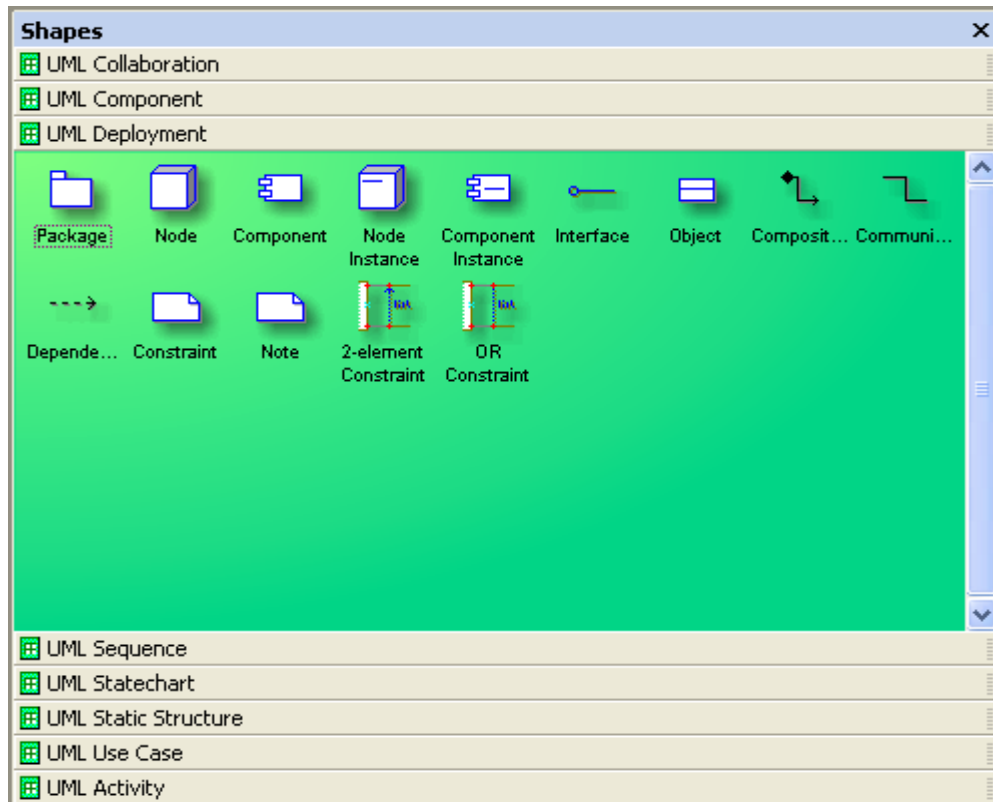 Shapes
UML Collaboration
UML Component
UML Deployment
Package Node Component Node Instance Component Instance Interface Object Composit... Communi...
Depende... Constraint Note 2-element Constraint OR Constraint
UML Sequence
UML Statechart
UML Static Structure
UML Use Case
UML Activity